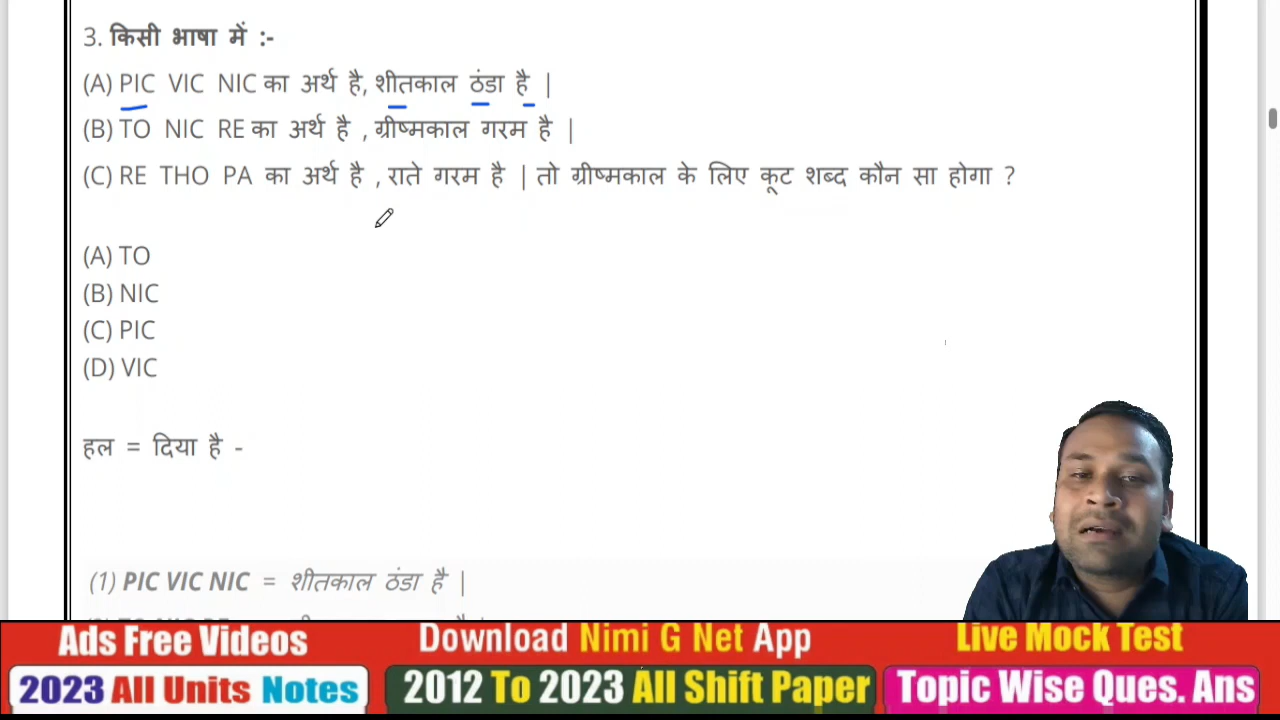 3. किसी भाषा में :-
(A) PIC VIC NIC का अर्थ है, शीतकाल ठंडा है |
(B) TO NIC RE का अर्थ है , ग्रीष्मकाल गरम है |
(C) RE THO PA का अर्थ है , राते गरम है | तो ग्रीष्मकाल के लिए कूट शब्द कौन सा होगा ?
(A) TO
(B) NIC
(C) PIC
(D) VIC
हल = दिया है -
(1) PIC VIC NIC = शीतकाल ठंडा है |
Ads Free Videos Download Nimi G Net App Live Mock Test
2023 All Units Notes 2012 To 2023 All Shift Paper Topic Wise Ques. Ans